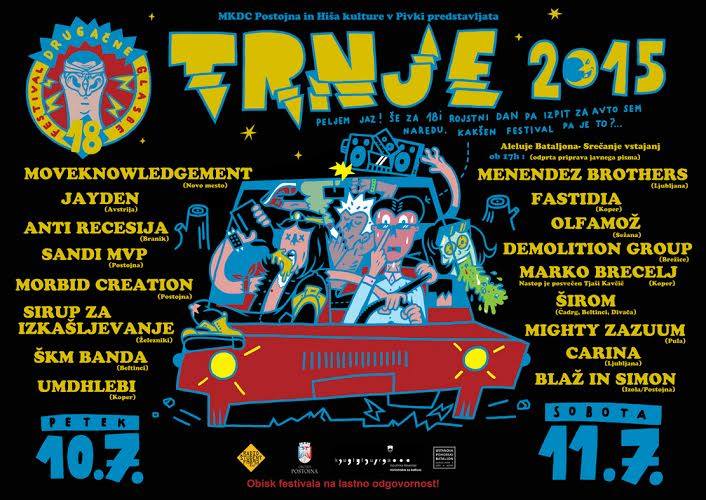 MKDC Postojna in Hiša kulture v Pivki predstavljata
TRNJE 2015
FESTIVAL DRUGAČNE GLASBE
18
PELJEM JAZ! ŠE ZA 18i ROJSTNI DAN PA IZPIT ZA AVTO SEM
NAREDU. KAKŠEN FESTIVAL PA JE TO?...
MOVEKNOWLEDGEMENT
(Novo mesto)
JAYDEN
(Avstrija)
ANTI RECESIJA
(Branik)
SANDI MVP
(Postojna)
MORBID CREATION
(Postojna)
SIRUP ZA
IZKAŠLJEVANJE
(Železniki)
ŠKM BANDA
(Beltinci)
UMDHLEBI
(Koper)
PETEK
10.7.
Aleluje Bataljona- Srečanje vstajanj
ob 17h : (odprta priprava javnega pisma)
MENENDEZ BROTHERS
(Ljubljana)
FASTIDIA
(Koper)
OLFAMOŽ
(Sežana)
DEMOLITION GROUP
(Brežice)
MARKO BRECELJ
Nastop je posvečen Tjaši Kavčič (Koper)
ŠIROM
(Čadrg, Beltinci, Divača)
MIGHTY ZAZUUM
(Pula)
CARINA
(Ljubljana)
BLAŽ IN SIMON
(Izola/Postojna)
SOBOTA
11.7.
POSTOJNA
Obisk festivala na lastno odgovornost!